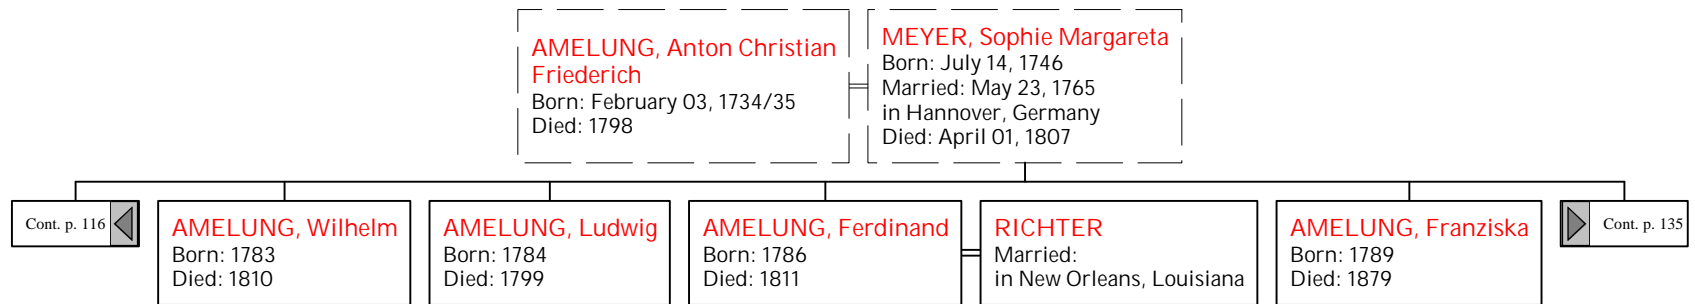 AMELUNG, Anton Christian
Friederich
Born: February 03, 1734/35
Died: 1798
MEYER, Sophie Margareta
Born: July 14, 1746
Married: May 23, 1765
in Hannover, Germany
Died: April 01, 1807
Cont. p. 116
AMELUNG, Wilhelm
Born: 1783
Died: 1810
AMELUNG, Ludwig
Born: 1784
Died: 1799
AMELUNG, Ferdinand
Born: 1786
Died: 1811
RICHTER
Married:
in New Orleans, Louisiana
AMELUNG, Franziska
Born: 1789
Died: 1879
Cont. p. 135